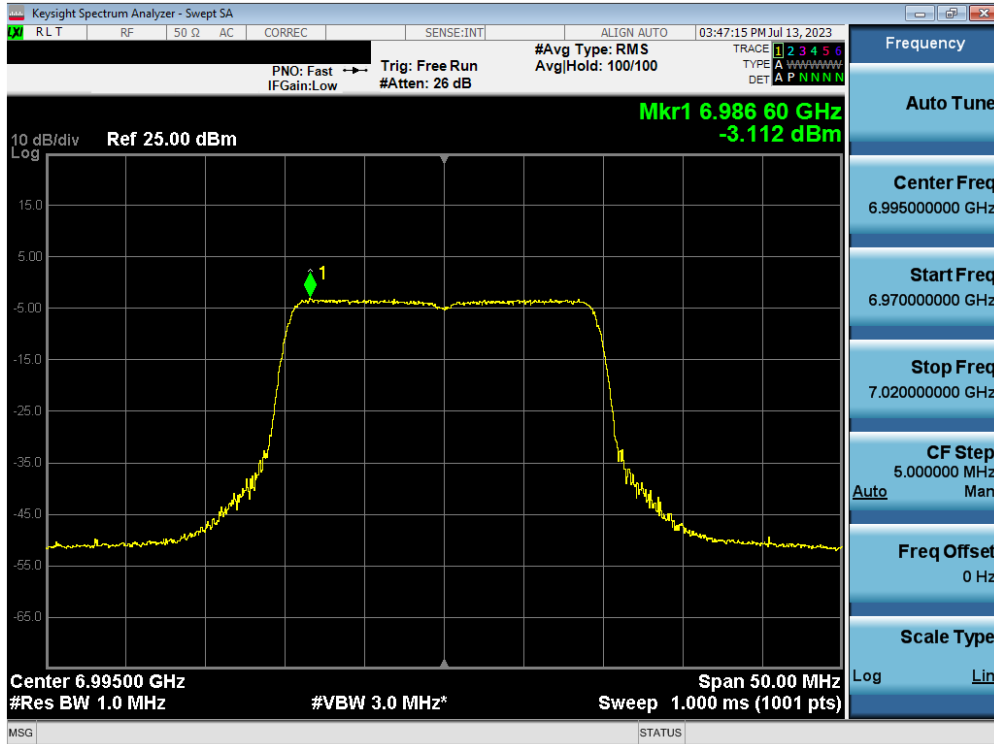 Keysight Spectrum Analyzer - Swept SA
LXI RLT RF 50 Ω AC CORREC SENSE:INT ALIGN AUTO 03:47:15 PM Jul 13, 2023
Frequency
PNO: Fast
IFGain:Low
Trig: Free Run
#Atten: 26 dB
#Avg Type: RMS
Avg|Hold: 100/100
TRACE 1 2 3 4 5 6
TYPE A WWWWW
DET A P N N N N
Auto Tune
Mkr1 6.986 60 GHz
-3.112 dBm
10 dB/div Ref 25.00 dBm
Log
15.0
5.00
-5.00
-15.0
-25.0
-35.0
-45.0
-55.0
-65.0
1
Center Freq
6.995000000 GHz
Start Freq
6.970000000 GHz
Stop Freq
7.020000000 GHz
CF Step
5.000000 MHz
Auto Man
Freq Offset
0 Hz
Scale Type
Log Lin
Center 6.99500 GHz Span 50.00 MHz
#Res BW 1.0 MHz #VBW 3.0 MHz* Sweep 1.000 ms (1001 pts)
MSG STATUS